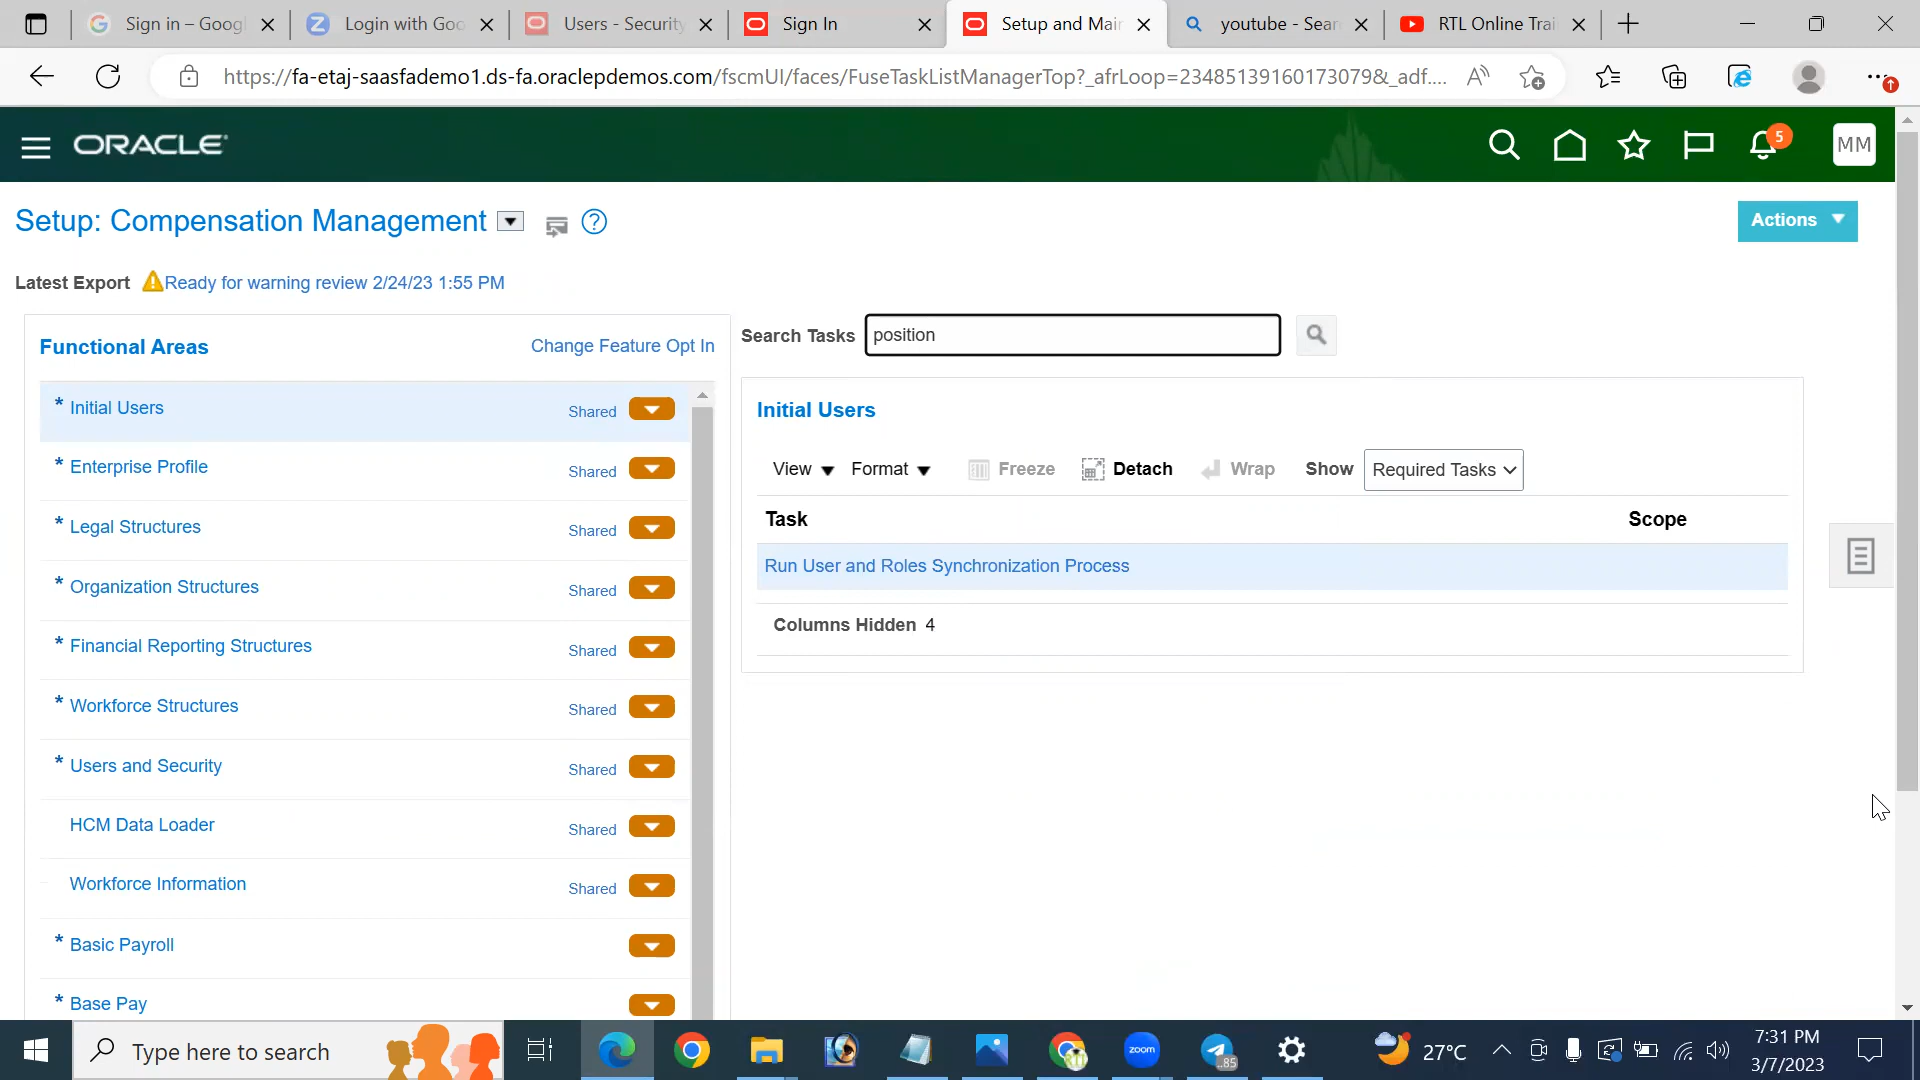 Sign in – Goog
Login with Goo
Users - Security
Sign In
Setup and Main
youtube - Sear
RTL Online Trai
https://fa-etaj-saasfademo1.ds-fa.oraclepdemos.com/fscmUI/faces/FuseTaskListManagerTop?_afrLoop=23485139160173079&_adf....
ORACLE
5
MM
Setup: Compensation Management
Actions
Latest Export Ready for warning review 2/24/23 1:55 PM
Functional Areas
Change Feature Opt In
* Initial Users Shared
* Enterprise Profile Shared
* Legal Structures Shared
* Organization Structures Shared
* Financial Reporting Structures Shared
* Workforce Structures Shared
* Users and Security Shared
HCM Data Loader Shared
Workforce Information Shared
* Basic Payroll
* Base Pay
Search Tasks position
Initial Users
View Format Freeze Detach Wrap Show Required Tasks
Task Scope
Run User and Roles Synchronization Process
Columns Hidden 4
Type here to search
zoom
..85
27°C
7:31 PM
3/7/2023